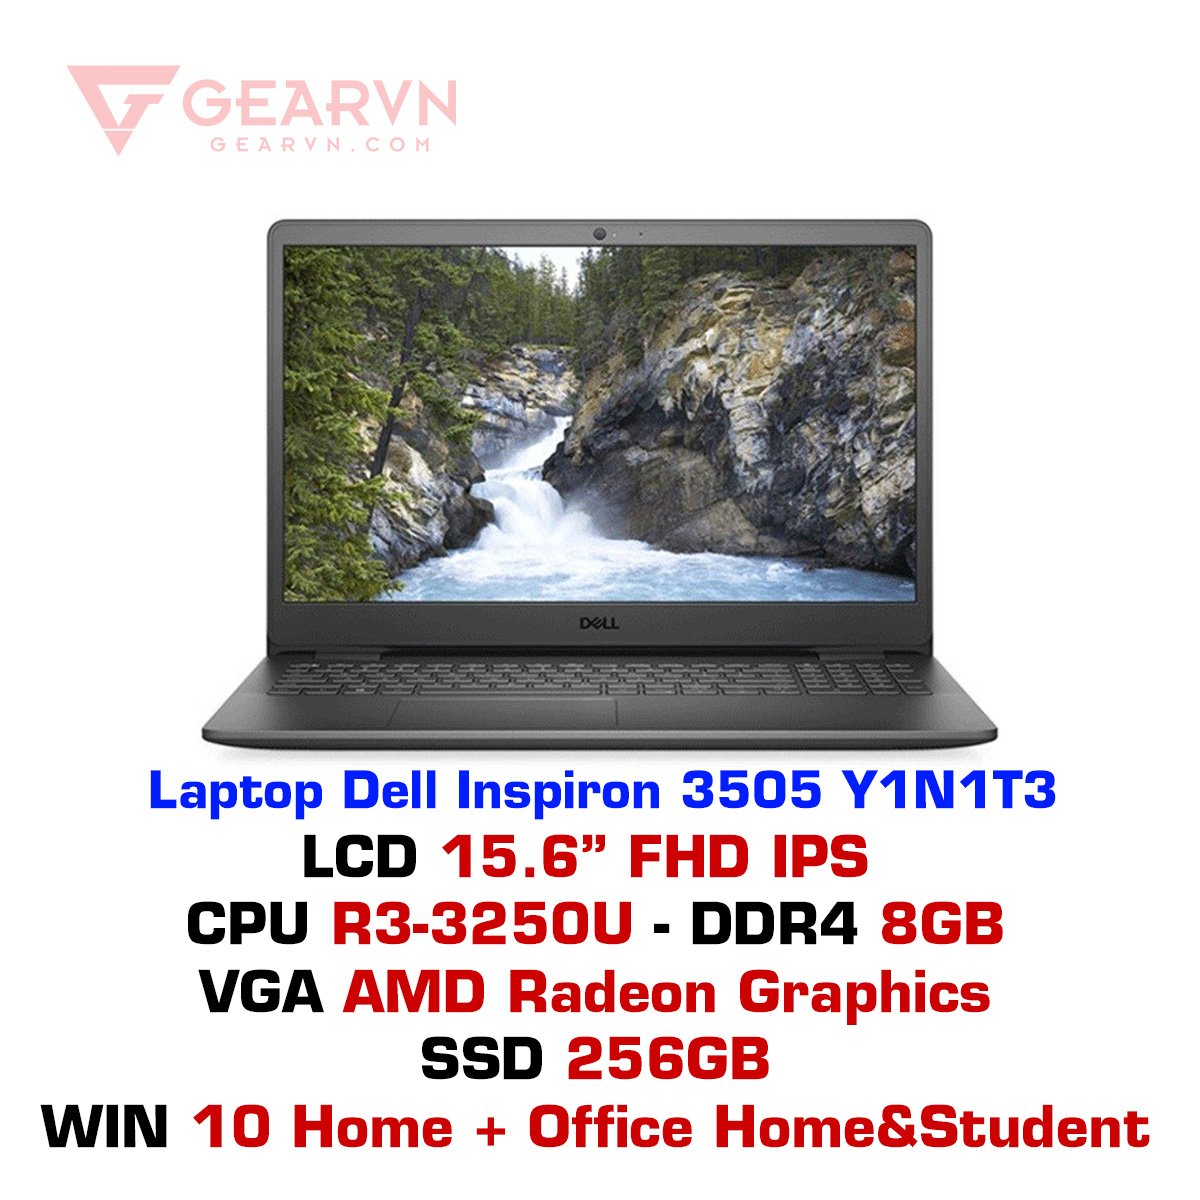 GEARVN
GEARVN.COM
DELL
Laptop Dell Inspiron 3505 Y1N1T3
LCD 15.6” FHD IPS
CPU R3-3250U - DDR4 8GB
VGA AMD Radeon Graphics
SSD 256GB
WIN 10 Home + Office Home&Student